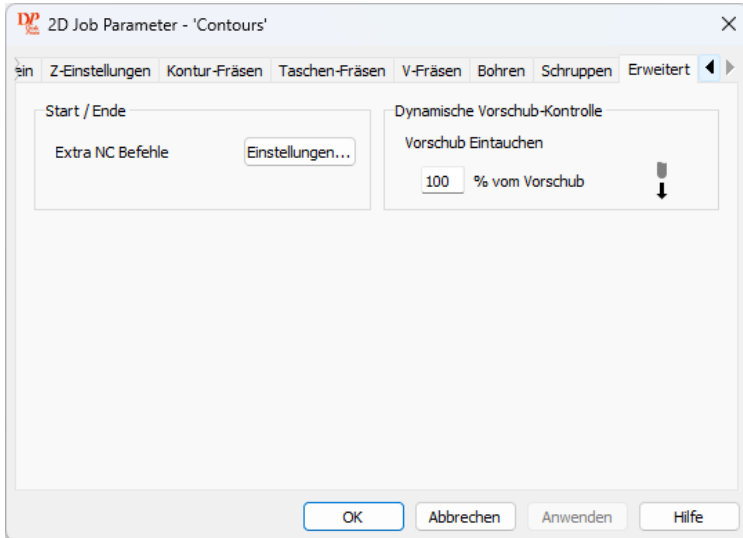 2D Job Parameter - 'Contours'
ein Z-Einstellungen Kontur-Fräsen Taschen-Fräsen V-Fräsen Bohren Schruppen Erweitert
Start / Ende
Extra NC Befehle Einstellungen...
Dynamische Vorschub-Kontrolle
Vorschub Eintauchen
100 % vom Vorschub
OK Abbrechen Anwenden Hilfe